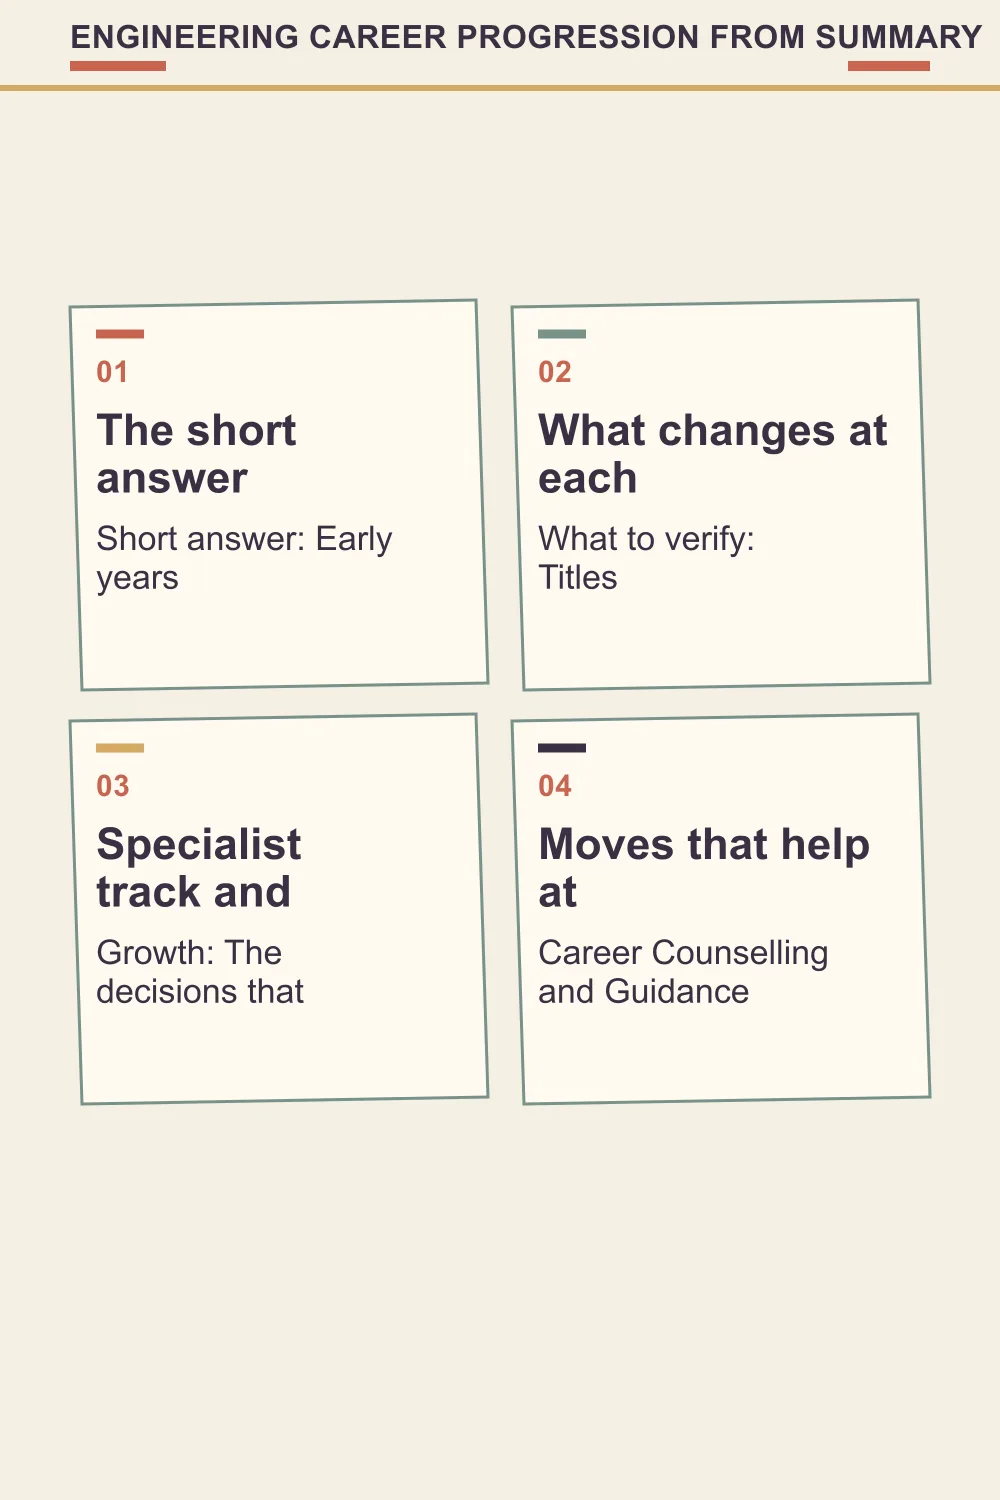 ENGINEERING CAREER PROGRESSION FROM SUMMARY
01
The short
answer
Short answer: Early
years
02
What changes at
each
What to verify:
Titles
03
Specialist
track and
Growth: The
decisions that
04
Moves that help
at
Career Counselling
and Guidance